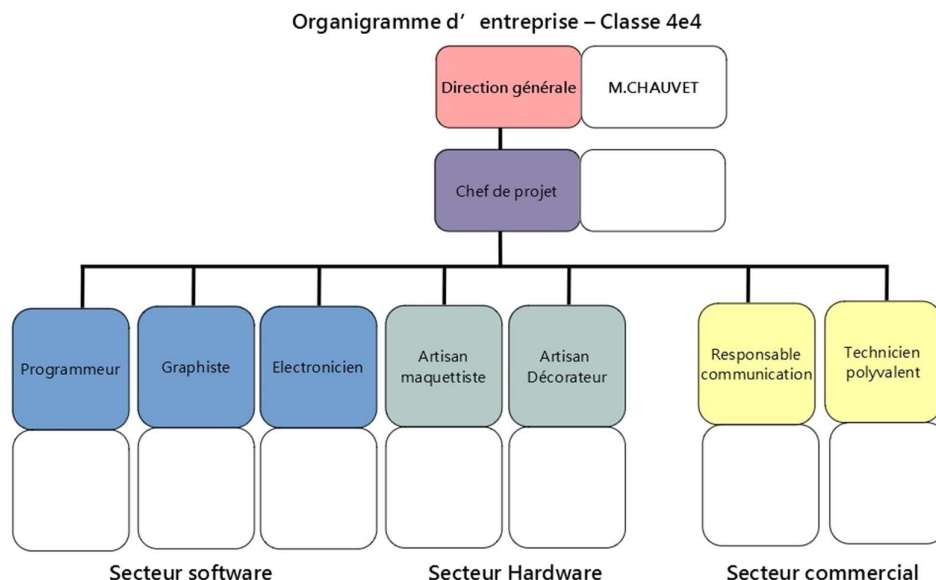 Organigramme d’ entreprise – Classe 4e4
Direction générale
M.CHAUVET
Chef de projet
Programmeur
Graphiste
Electronicien
Artisan
maquettiste
Artisan
Décorateur
Responsable
communication
Technicien
polyvalent
Secteur software
Secteur Hardware
Secteur commercial